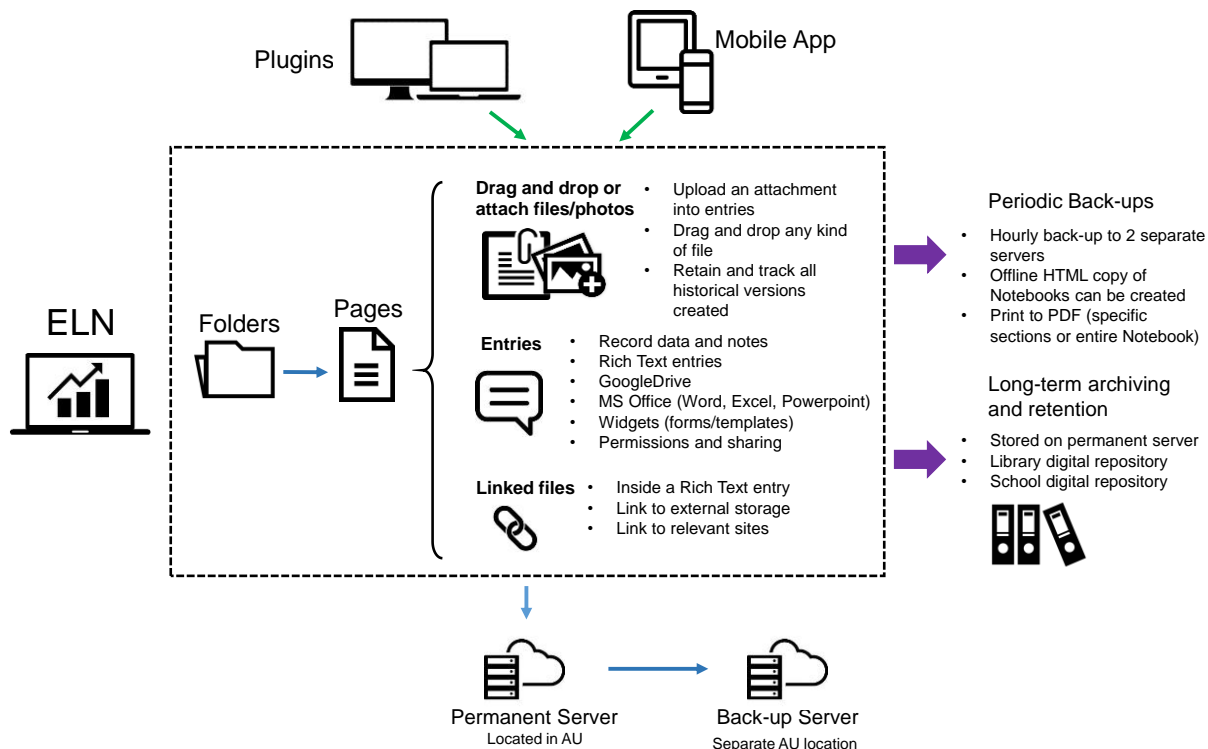 Plugins
Mobile App
ELN
Folders
Pages
Drag and drop or
attach files/photos
• Upload an attachment
into entries
• Drag and drop any kind
of file
• Retain and track all
historical versions
created
Entries
• Record data and notes
• Rich Text entries
• GoogleDrive
• MS Office (Word, Excel, Powerpoint)
• Widgets (forms/templates)
• Permissions and sharing
Linked files
• Inside a Rich Text entry
• Link to external storage
• Link to relevant sites
Periodic Back-ups
• Hourly back-up to 2 separate
servers
• Offline HTML copy of
Notebooks can be created
• Print to PDF (specific
sections or entire Notebook)
Long-term archiving
and retention
• Stored on permanent server
• Library digital repository
• School digital repository
Permanent Server
Located in AU
Back-up Server
Separate AU location